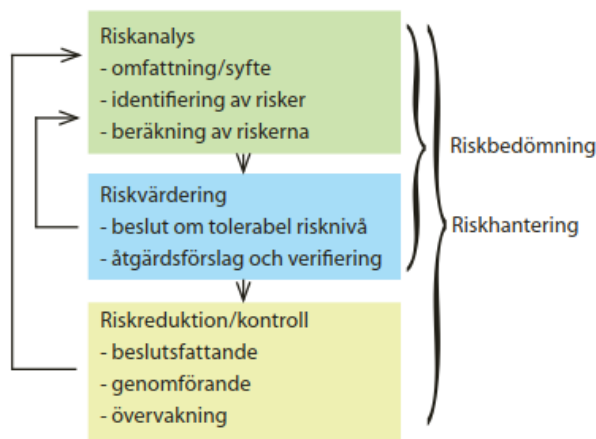 Riskanalys
- omfattning/syfte
- identifiering av risker
- beräkning av riskerna
Riskvärdering
- beslut om tolerabel risknivå
- åtgärdsförslag och verifiering
Riskreduktion/kontroll
- beslutsfattande
- genomförande
- övervakning
Riskbedömning
Riskhantering